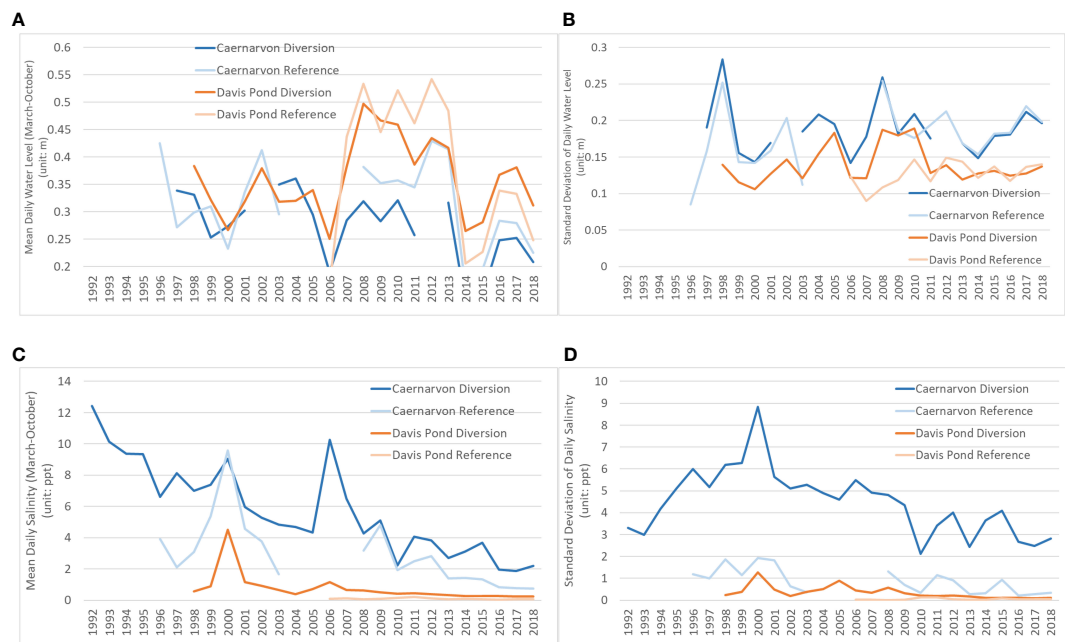 A
Mean Daily Water Level (March-October)
(unit: m)
0.6
0.55
0.5
0.45
0.4
0.35
0.3
0.25
0.2
Caernarvon Diversion
Caernarvon Reference
Davis Pond Diversion
Davis Pond Reference
1992 1993 1994 1995 1996 1997 1998 1999 2000 2001 2002 2003 2004 2005 2006 2007 2008 2009 2010 2011 2012 2013 2014 2015 2016 2017 2018
B
Standard Deviation of Daily Water Level
(unit: m)
0.3
0.25
0.2
0.15
0.1
0.05
0
Caernarvon Diversion
Caernarvon Reference
Davis Pond Diversion
Davis Pond Reference
1992 1993 1994 1995 1996 1997 1998 1999 2000 2001 2002 2003 2004 2005 2006 2007 2008 2009 2010 2011 2012 2013 2014 2015 2016 2017 2018
C
Mean Daily Salinity (March-October)
(unit: ppt)
14
12
10
8
6
4
2
0
Caernarvon Diversion
Caernarvon Reference
Davis Pond Diversion
Davis Pond Reference
1992 1993 1994 1995 1996 1997 1998 1999 2000 2001 2002 2003 2004 2005 2006 2007 2008 2009 2010 2011 2012 2013 2014 2015 2016 2017 2018
D
Standard Deviation of Daily Salinity
(unit: ppt)
10
9
8
7
6
5
4
3
2
1
0
Caernarvon Diversion
Caernarvon Reference
Davis Pond Diversion
Davis Pond Reference
1992 1993 1994 1995 1996 1997 1998 1999 2000 2001 2002 2003 2004 2005 2006 2007 2008 2009 2010 2011 2012 2013 2014 2015 2016 2017 2018